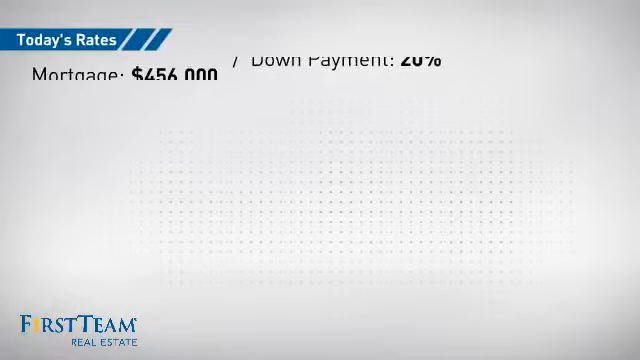 Today's Rates
Mortgage: $456,000 / Down Payment: 20%
FIRSTTEAM®
REAL ESTATE